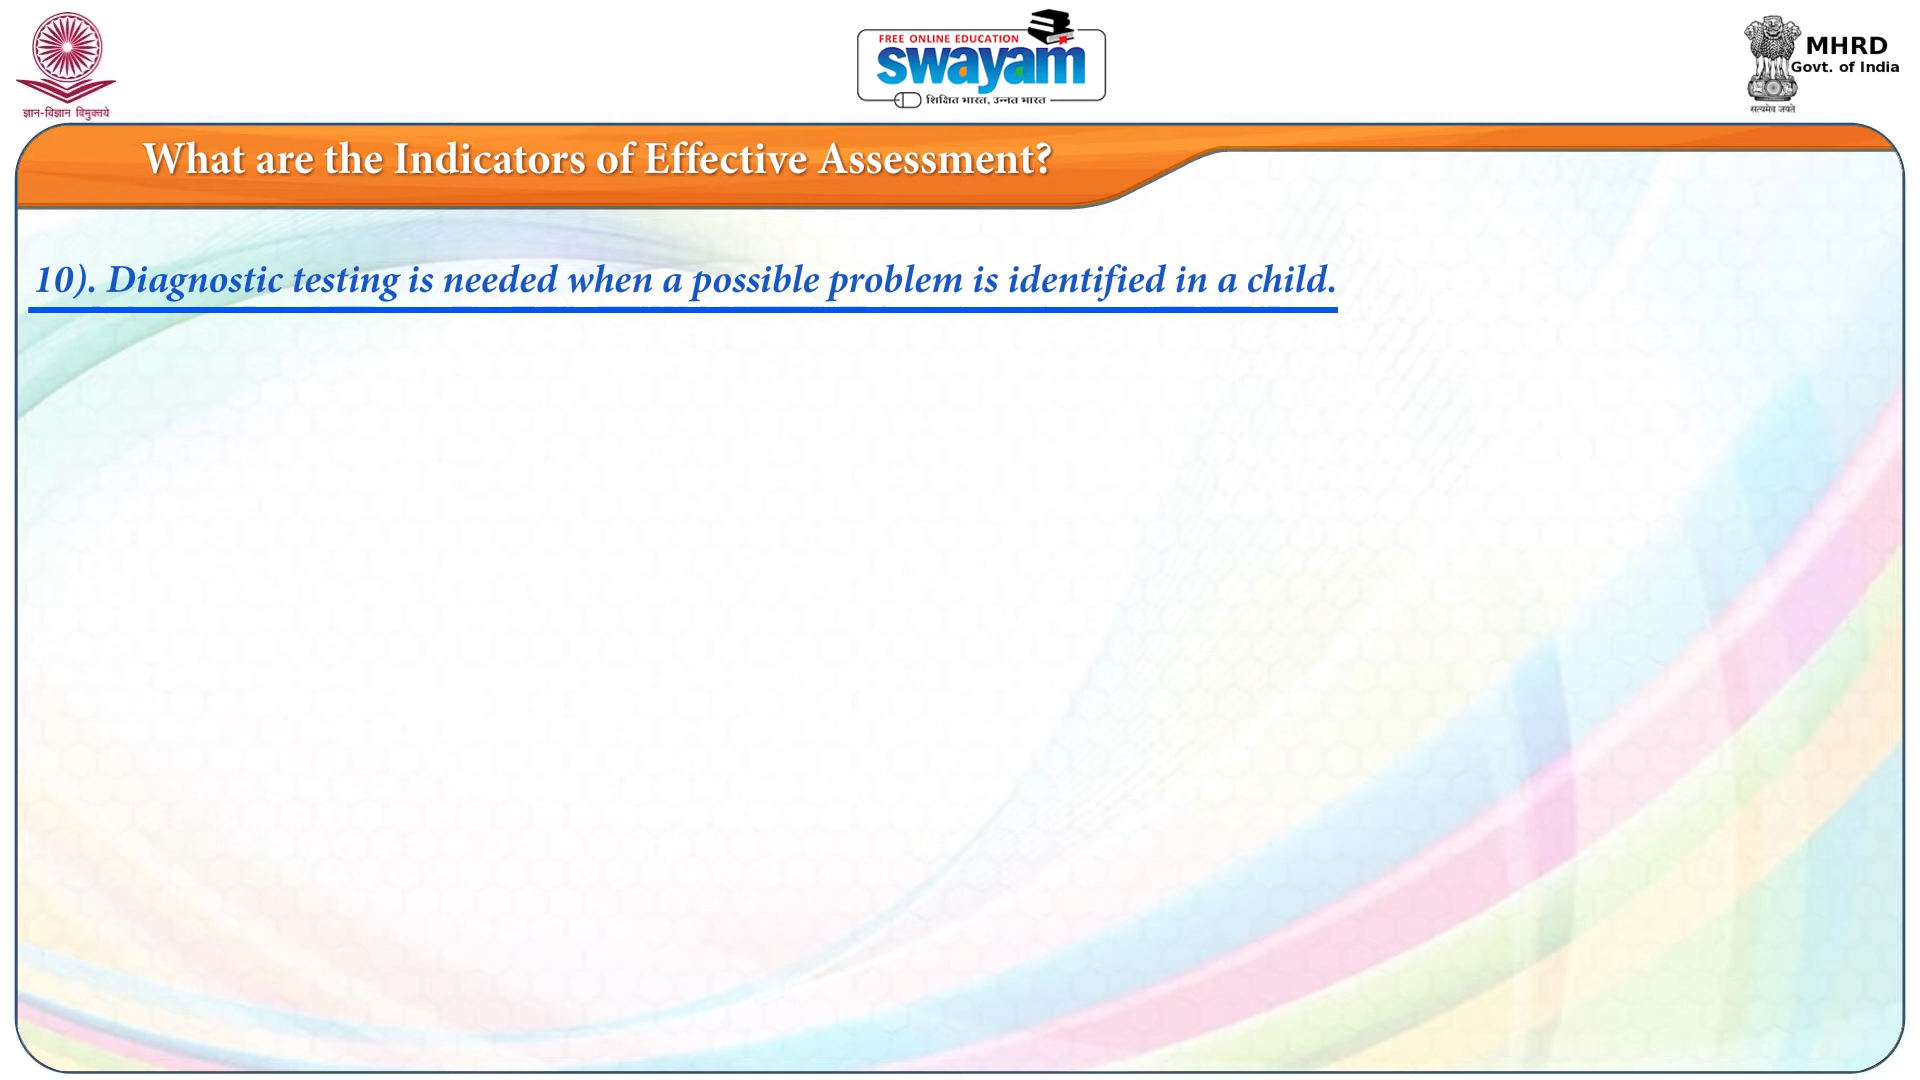 ज्ञान-विज्ञान विमुक्तये
FREE ONLINE EDUCATION
swayam
शिक्षित भारत, उन्नत भारत
सत्यमेव जयते
MHRD
Govt. of India
What are the Indicators of Effective Assessment?
10). Diagnostic testing is needed when a possible problem is identified in a child.